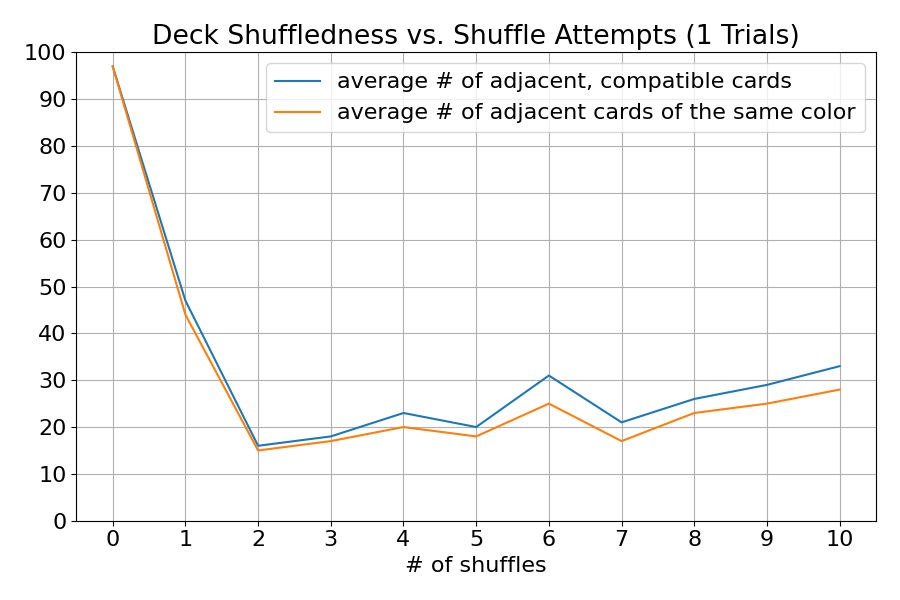 Deck Shuffledness vs. Shuffle Attempts (1 Trials)
average # of adjacent, compatible cards
average # of adjacent cards of the same color
100
90
80
70
60
50
40
30
20
10
0
0 1 2 3 4 5 6 7 8 9 10
# of shuffles